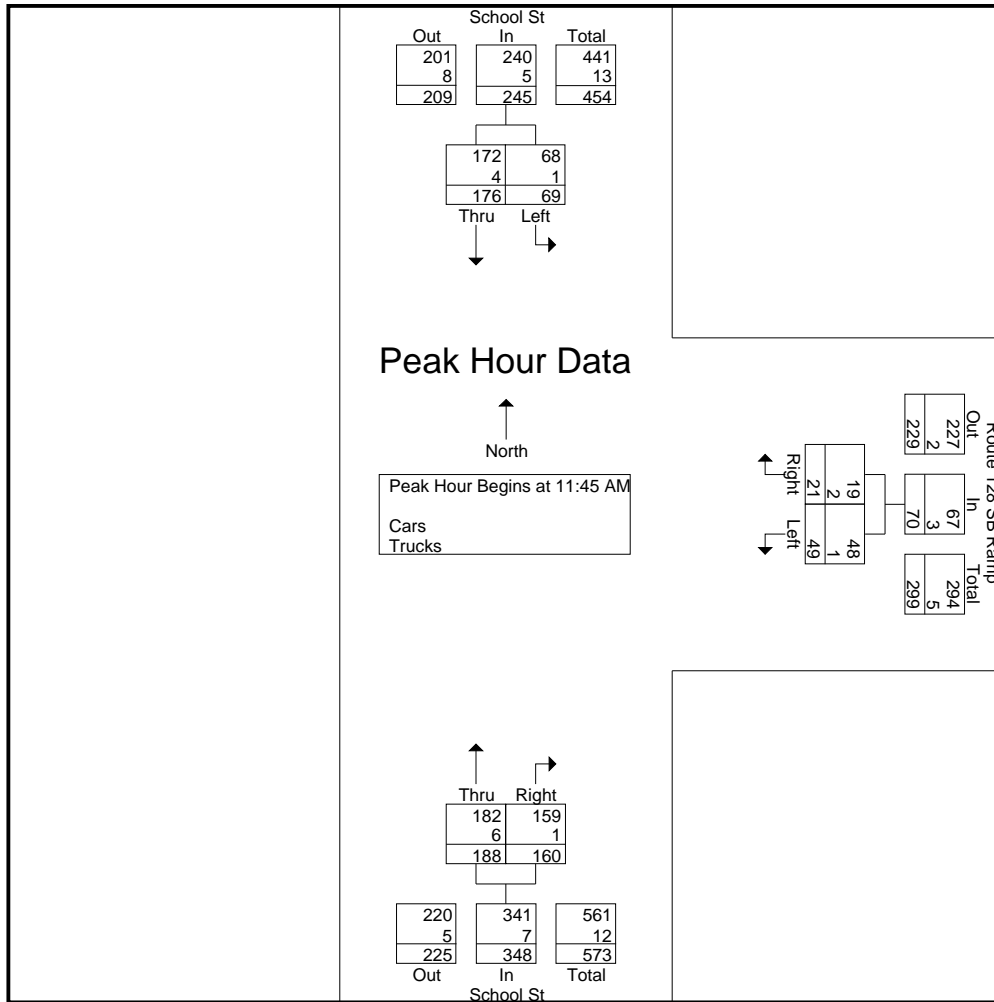 School St
Out In Total
201 240 441
8 5 13
209 245 454
172 68
4 1
176 69
Thru Left
Peak Hour Data
North
Peak Hour Begins at 11:45 AM
Cars
Trucks
Route 128 SB Ramp
Out In Total
227 67 294
2 3 5
229 70 299
19 48
2 1
21 49
Right Left
Thru Right
182 159
6 1
188 160
220 341 561
5 7 12
225 348 573
Out In Total
School St